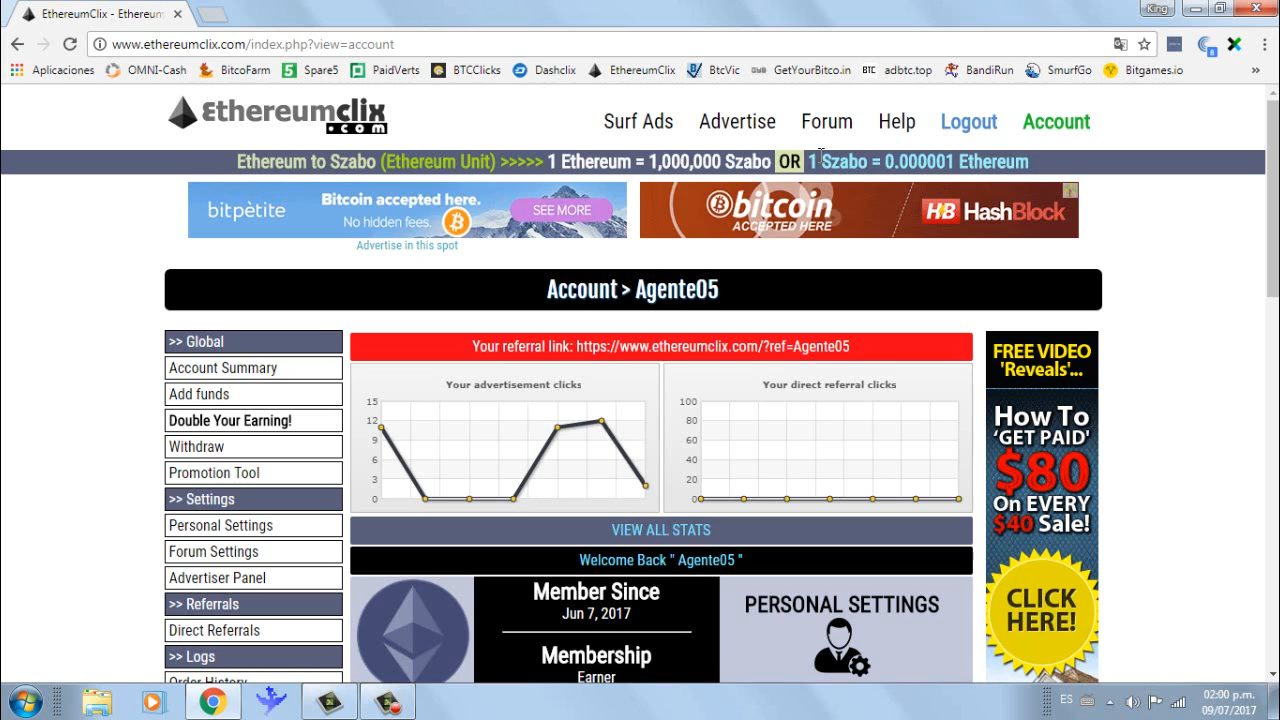 EthereumClix - Ethereum
King
www.ethereumclix.com/index.php?view=account
Aplicaciones OMNI-Cash BitcoFarm Spare5 PaidVerts BTCClicks Dashclix EthereumClix BtcVic GetYourBitco.in adbtc.top BandiRun SmurfGo Bitgames.io »
Ethereumclix
.com
Surf Ads Advertise Forum Help Logout Account
Ethereum to Szabo (Ethereum Unit) >>>>> 1 Ethereum = 1,000,000 Szabo OR 1 Szabo = 0.000001 Ethereum
bitpètite
Bitcoin accepted here.
No hidden fees.
SEE MORE
bitcoin
ACCEPTED HERE
HB HashBlock
Advertise in this spot
Account > Agente05
>> Global
Account Summary
Add funds
Double Your Earning!
Withdraw
Promotion Tool
>> Settings
Personal Settings
Forum Settings
Advertiser Panel
>> Referrals
Direct Referrals
>> Logs
Order History
Your referral link: https://www.ethereumclix.com/?ref=Agente05
Your advertisement clicks
15
12
9
6
3
0
Your direct referral clicks
100
80
60
40
20
0
VIEW ALL STATS
Welcome Back " Agente05 "
Member Since
Jun 7, 2017
Membership
Earner
PERSONAL SETTINGS
FREE VIDEO
'Reveals'...
How To
'GET PAID'
$80
On EVERY
$40 Sale!
CLICK
HERE!
ES
02:00 p.m.
09/07/2017